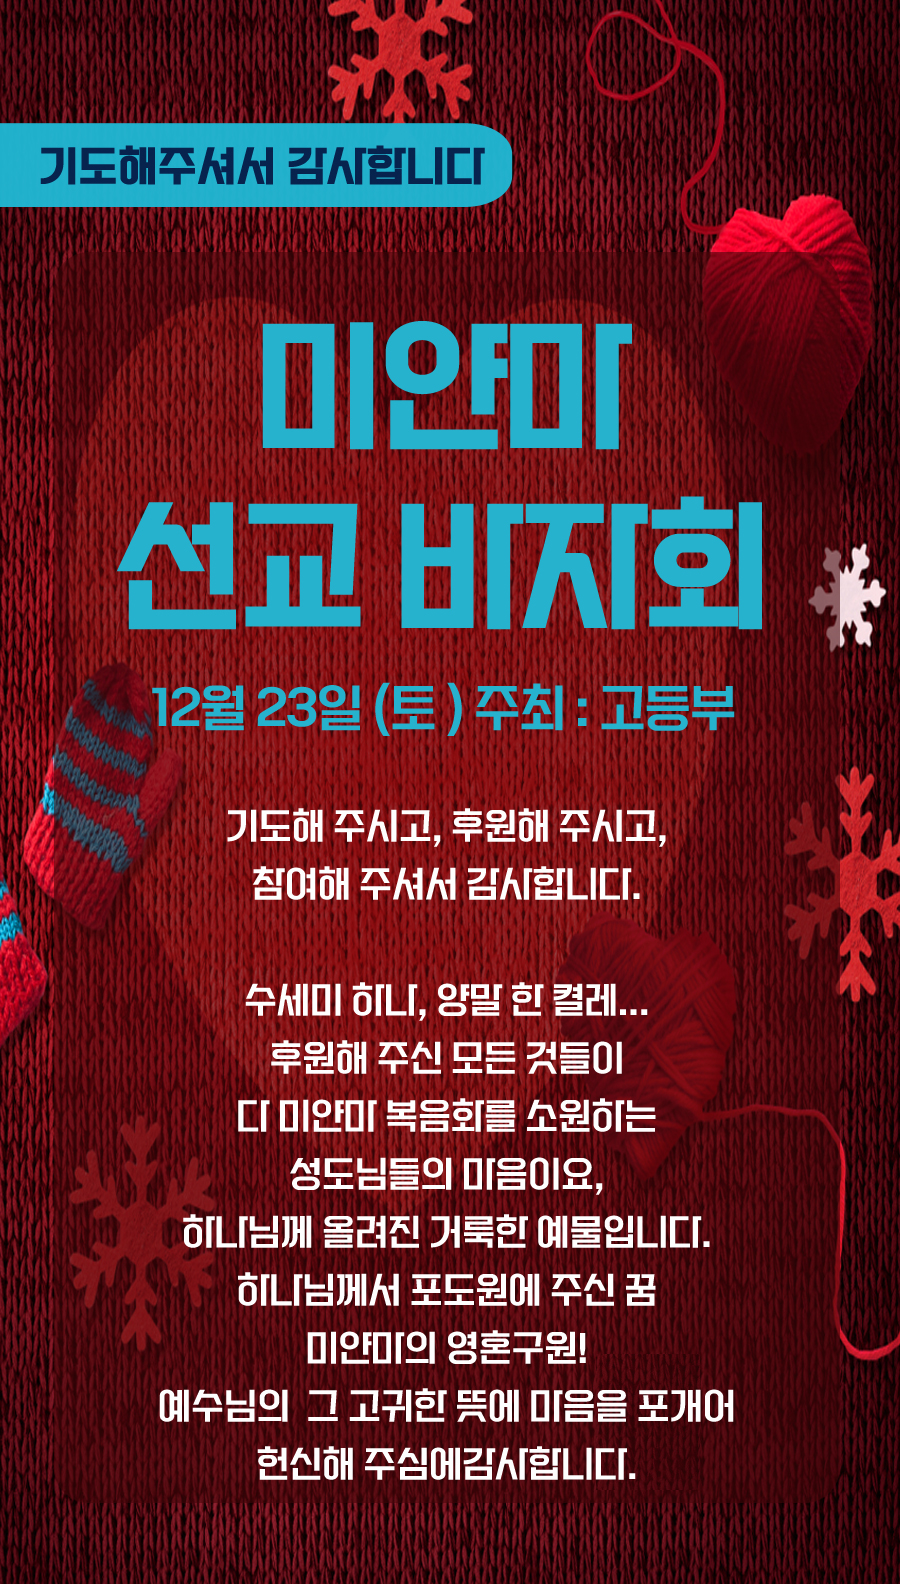 기도해주셔서 감사합니다
미얀마
선교 바자회
12월 23일 (토 ) 주최 : 고등부
기도해 주시고, 후원해 주시고,
참여해 주셔서 감사합니다.
수세미 하나, 양말 한 켤레...
후원해 주신 모든 것들이
다 미얀마 복음화를 소원하는
성도님들의 마음이요,
하나님께 올려진 거룩한 예물입니다.
하나님께서 포도원에 주신 꿈
미얀마의 영혼구원!
예수님의  그 고귀한 뜻에 마음을 포개어
헌신해 주심에감사합니다.